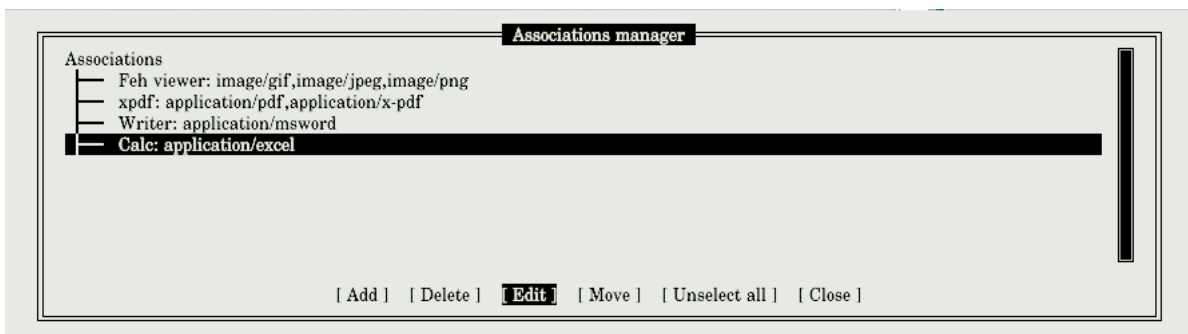 Associations manager
Associations
Feh viewer: image/gif,image/jpeg,image/png
xpdf: application/pdf,application/x-pdf
Writer: application/msword
Calc: application/excel
[ Add ] [ Delete ] [ Edit ] [ Move ] [ Unselect all ] [ Close ]